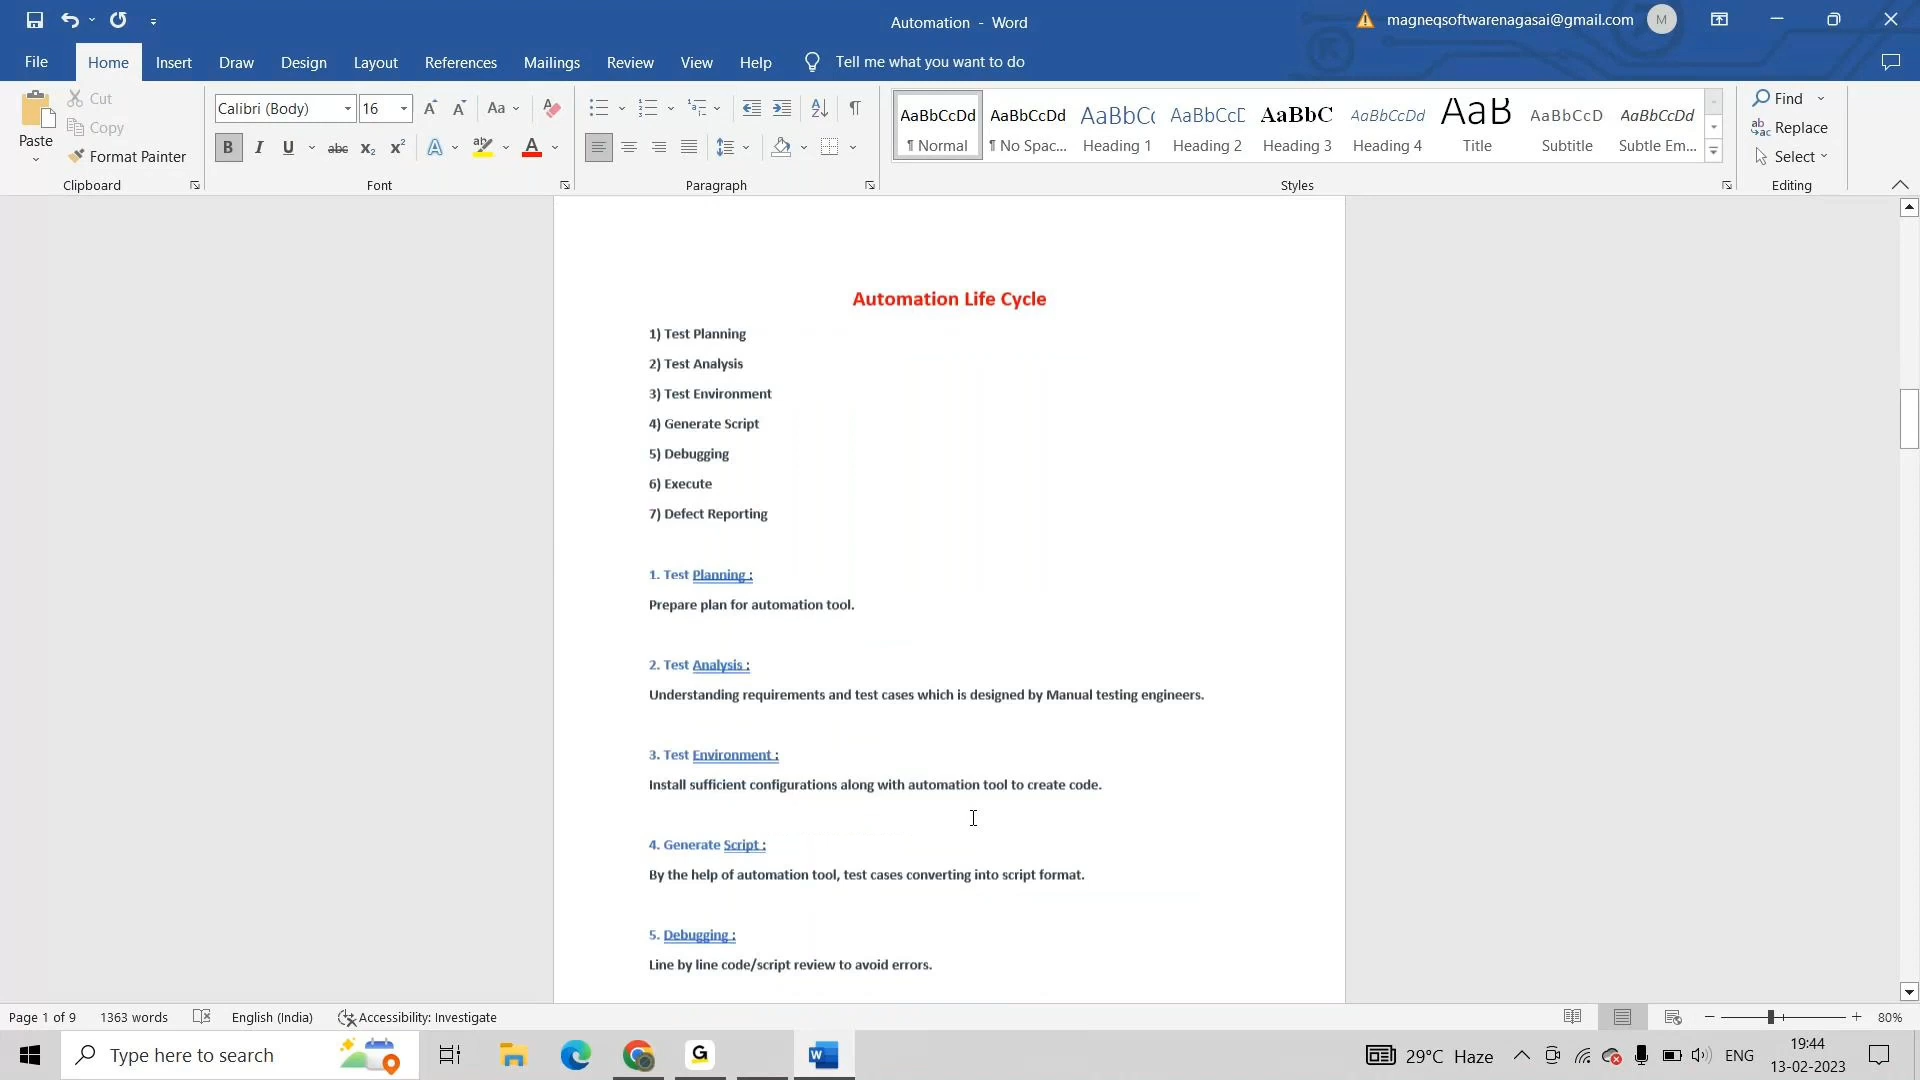 Automation - Word
magneqsoftwarenagasai@gmail.com
M
File Home Insert Draw Design Layout References Mailings Review View Help Tell me what you want to do
Paste
Cut
Copy
Format Painter
Clipboard
Calibri (Body) 16
Font
Paragraph
AaBbCcDd AaBbCcDd AaBbCc AaBbCcD AaBbC AaBbCcDd AaB AaBbCcD AaBbCcDd
¶ Normal ¶ No Spac... Heading 1 Heading 2 Heading 3 Heading 4 Title Subtitle Subtle Em...
Styles
Find
Replace
Select
Editing
Automation Life Cycle
1) Test Planning
2) Test Analysis
3) Test Environment
4) Generate Script
5) Debugging
6) Execute
7) Defect Reporting
1. Test Planning :
Prepare plan for automation tool.
2. Test Analysis :
Understanding requirements and test cases which is designed by Manual testing engineers.
3. Test Environment :
Install sufficient configurations along with automation tool to create code.
4. Generate Script :
By the help of automation tool, test cases converting into script format.
5. Debugging :
Line by line code/script review to avoid errors.
Page 1 of 9 1363 words English (India) Accessibility: Investigate 80%
Type here to search
29°C Haze
ENG
19:44
13-02-2023